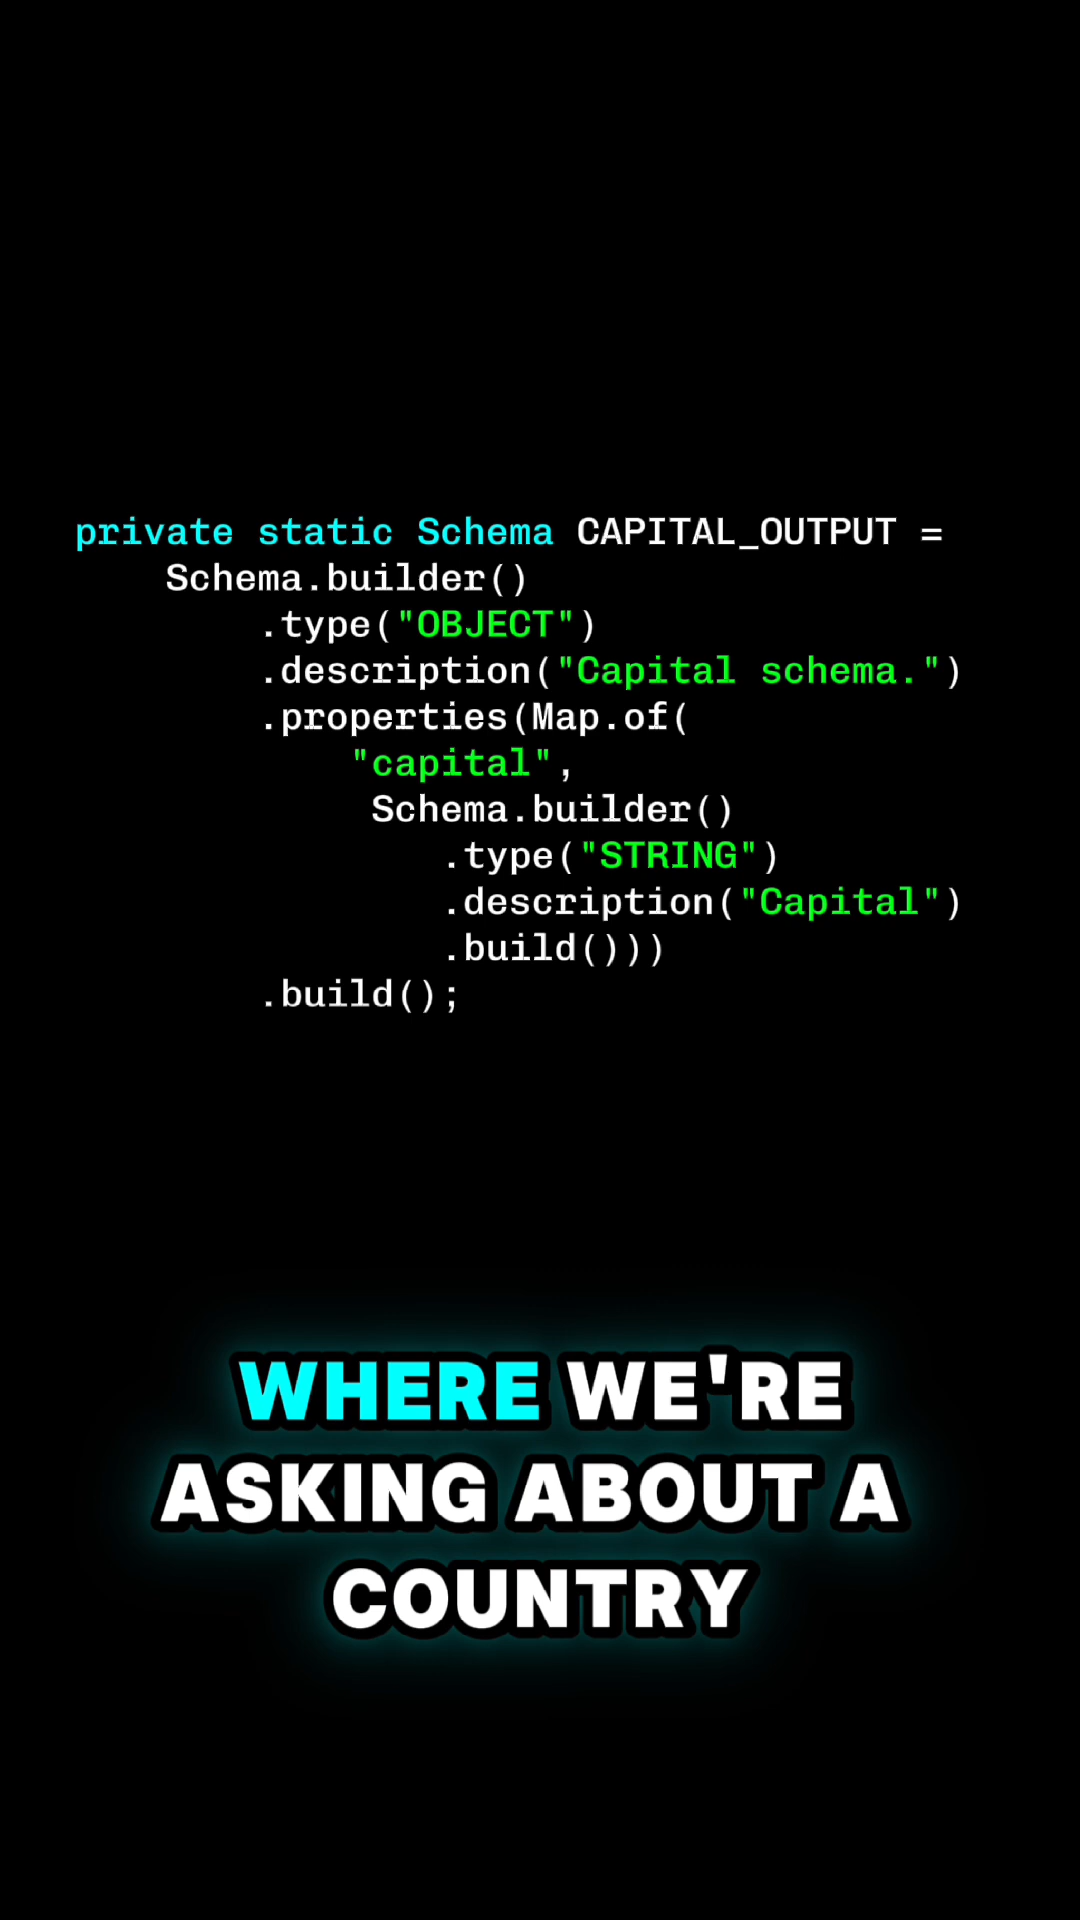 private static Schema CAPITAL_OUTPUT =
    Schema.builder()
        .type("OBJECT")
        .description("Capital schema.")
        .properties(Map.of(
            "capital",
             Schema.builder()
                .type("STRING")
                .description("Capital")
                .build()))
        .build();
WHERE WE'RE
ASKING ABOUT A
COUNTRY